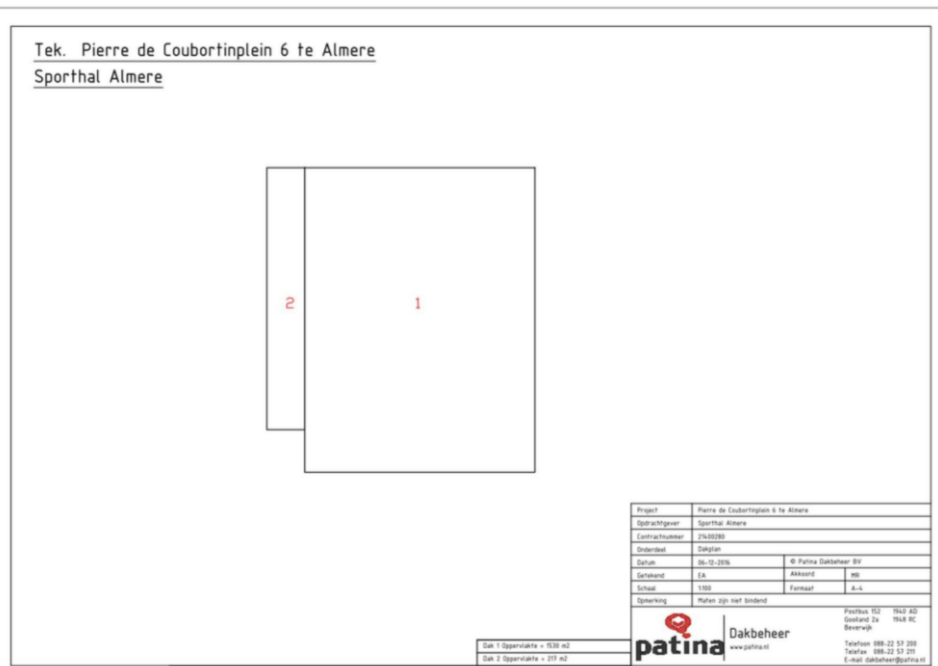 Tek. Pierre de Coubortinplein 6 te Almere
Sporthal Almere
2 1
Project Pierre de Coubortingplein 6 te Almere
Opdrachtgever Sporthal Almere
Contractnummer 21400280
Onderdeel Dakplan
Datum 06-12-2016 © Patina Dakbeheer BV
Getekend EA Akkoord MR
Schaal 1:100 Formaat A-4
Opmerking Maten zijn niet bindend
patina Dakbeheer
www.patina.nl
Postbus 152 1940 AD
Gooiland 2a 1948 RC
Beverwijk
Telefoon 088-22 57 200
Telefax 088-22 57 211
E-mail dakbeheer@patina.nl
Dak 1 Oppervlakte = 1530 m2
Dak 2 Oppervlakte = 217 m2